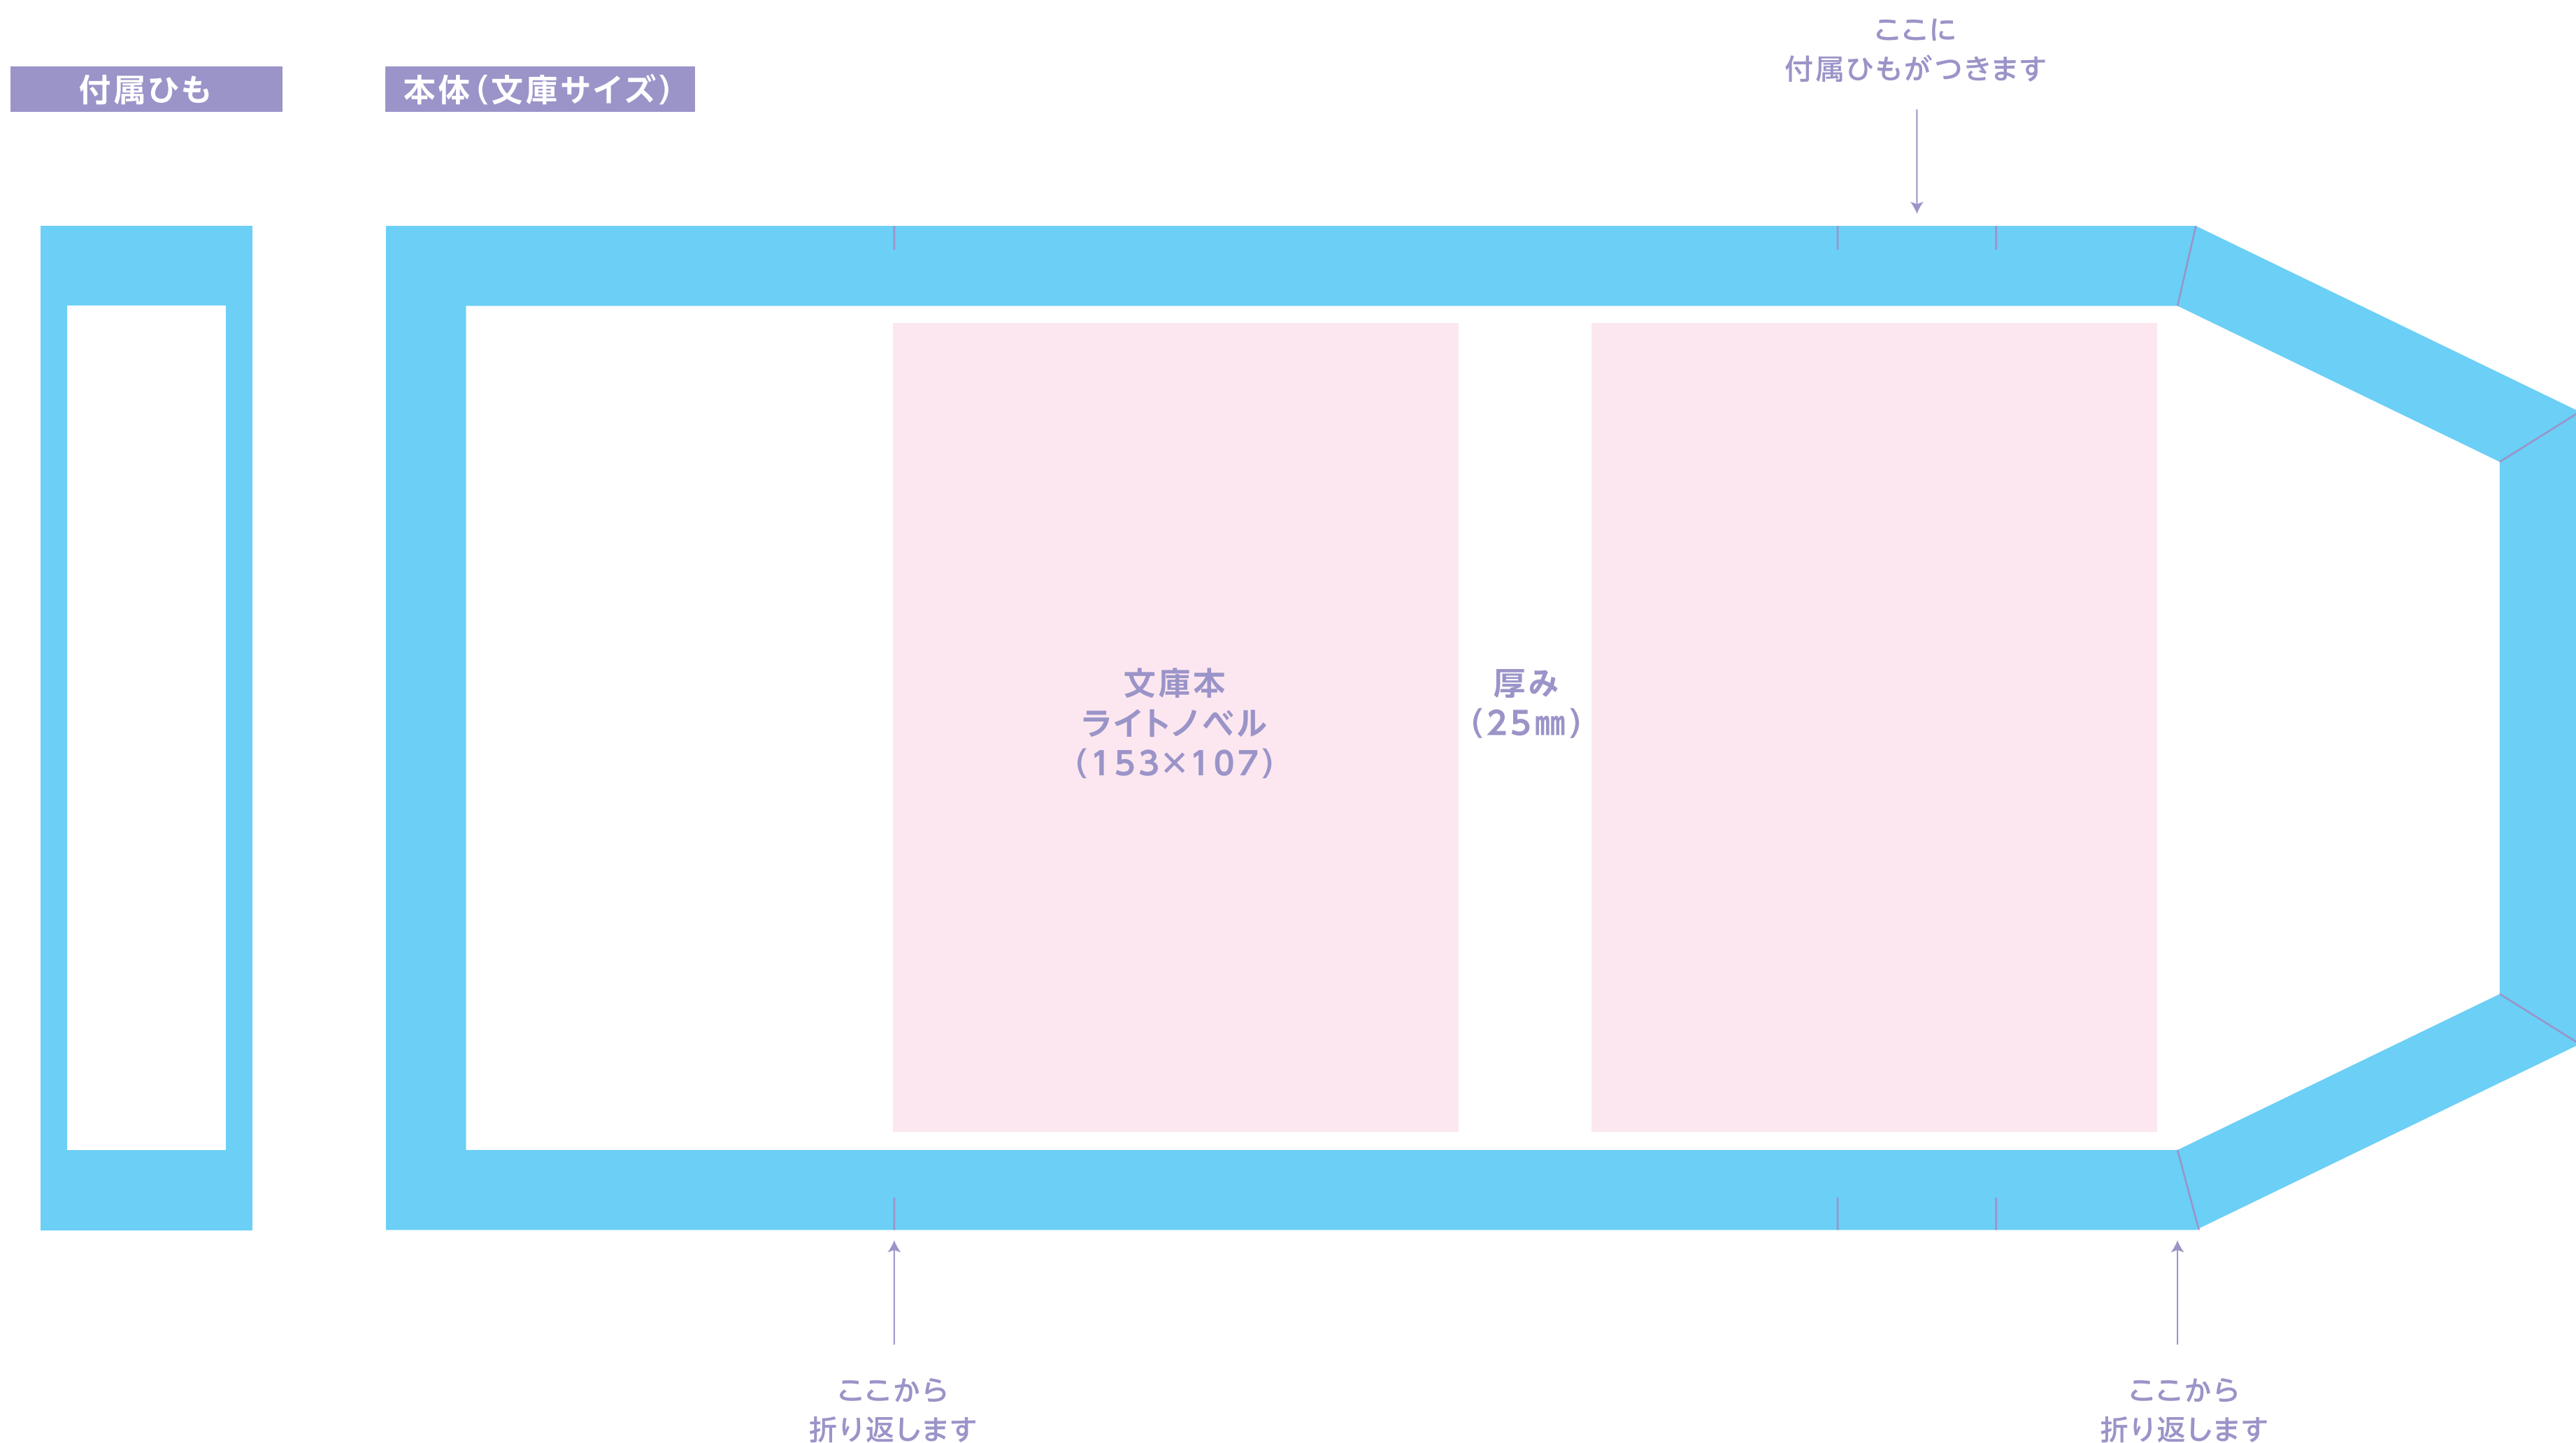 ここに
付属ひもがつきます
付属ひも
本体(文庫サイズ)
文庫本
ライトノベル
(153×107)
厚み
(25㎜)
ここから
折り返します
ここから
折り返します